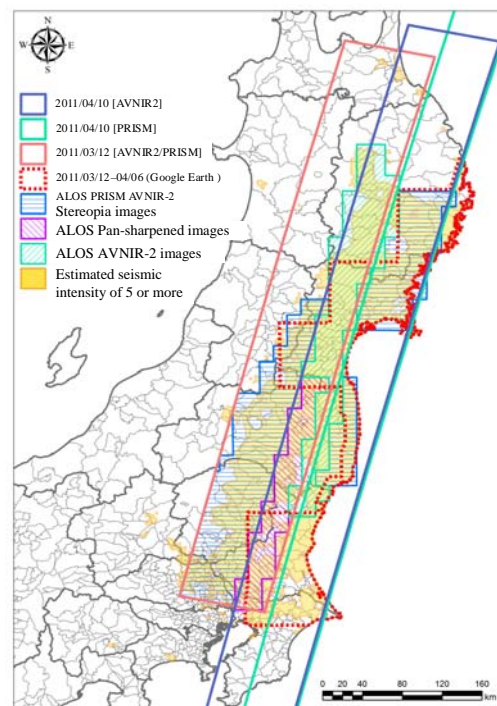 N
W E
S
2011/04/10 [AVNIR2]
2011/04/10 [PRISM]
2011/03/12 [AVNIR2/PRISM]
2011/03/12–04/06 (Google Earth )
ALOS PRISM AVNIR-2
Stereopia images
ALOS Pan-sharpened images
ALOS AVNIR-2 images
Estimated seismic
intensity of 5 or more
0 20 40 80 120 160
km